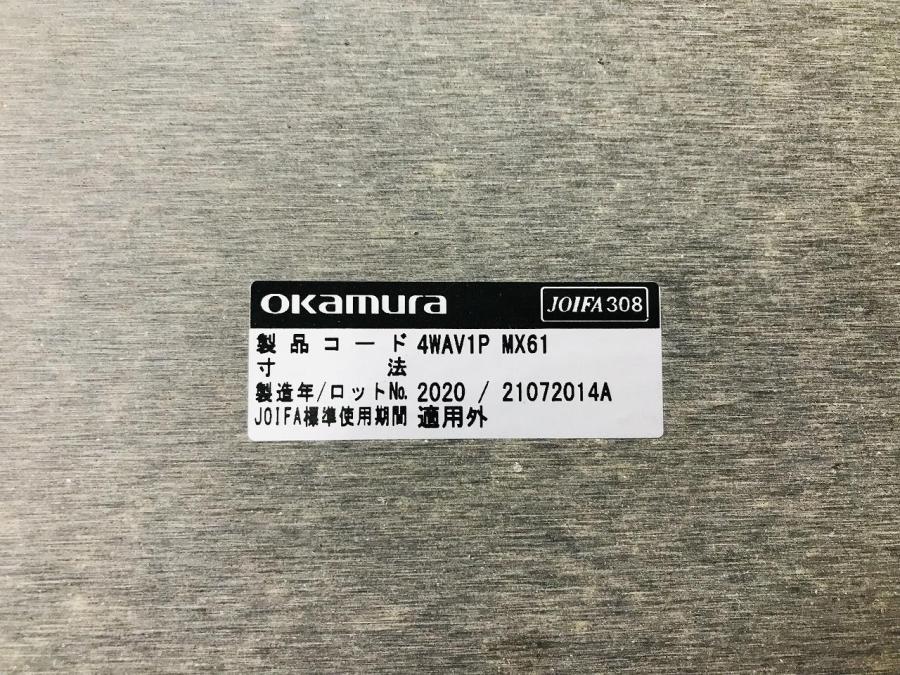 okamura JOIFA308
製品コード 4WAV1P MX61
寸法
製造年/ロットNo. 2020 / 21072014A
JOIFA標準使用期間 適用外